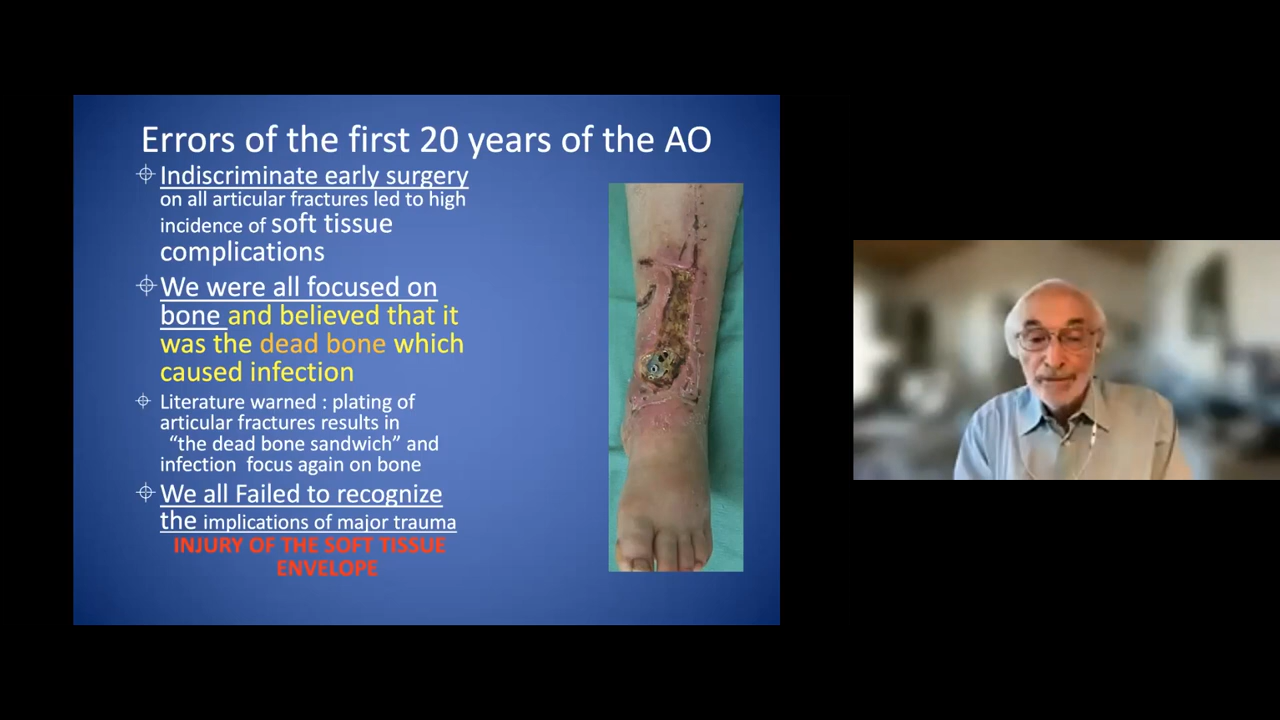 Errors of the first 20 years of the AO
Indiscriminate early surgery
on all articular fractures led to high
incidence of soft tissue
complications
We were all focused on
bone and believed that it
was the dead bone which
caused infection
Literature warned : plating of
articular fractures results in
“the dead bone sandwich” and
infection  focus again on bone
We all Failed to recognize
the implications of major trauma
INJURY OF THE SOFT TISSUE
ENVELOPE